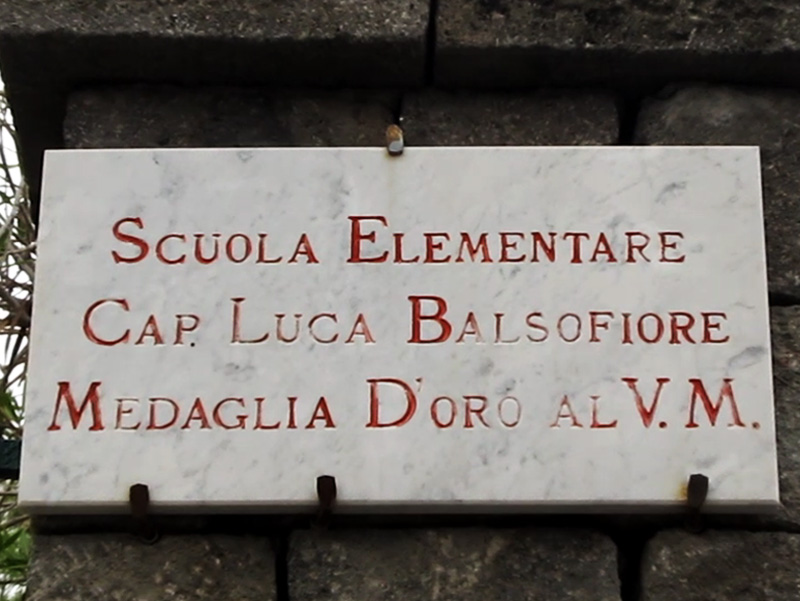 Scuola Elementare
Cap. Luca Balsofiore
Medaglia D'oro al V. M.